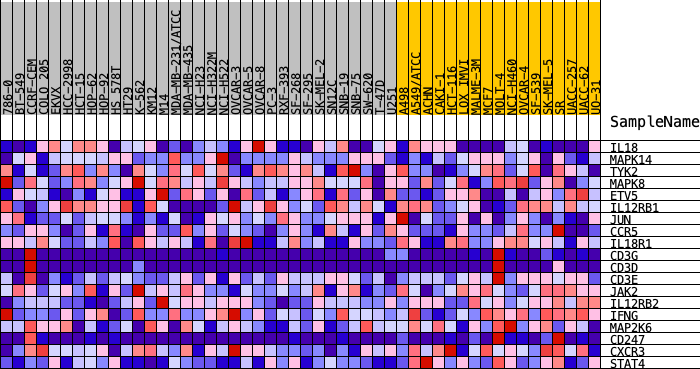 786-0
BT-549
CCRF-CEM
COLO 205
EKVX
HCC-2998
HCT-15
HOP-62
HOP-92
HS 578T
HT29
K-562
KM12
M14
MDA-MB-231/ATCC
MDA-MB-435
NCI-H23
NCI-H322M
NCI-H522
OVCAR-3
OVCAR-5
OVCAR-8
PC-3
RXF-393
SF-268
SF-295
SK-MEL-2
SN12C
SNB-19
SNB-75
SW-620
T-47D
U251
A498
A549/ATCC
ACHN
CAKI-1
HCT-116
LOX IMVI
MALME-3M
MCF7
MOLT-4
NCI-H460
OVCAR-4
SF-539
SK-MEL-5
SR
UACC-257
UACC-62
UO-31
SampleName
IL18
MAPK14
TYK2
MAPK8
ETV5
IL12RB1
JUN
CCR5
IL18R1
CD3G
CD3D
CD3E
JAK2
IL12RB2
IFNG
MAP2K6
CD247
CXCR3
STAT4